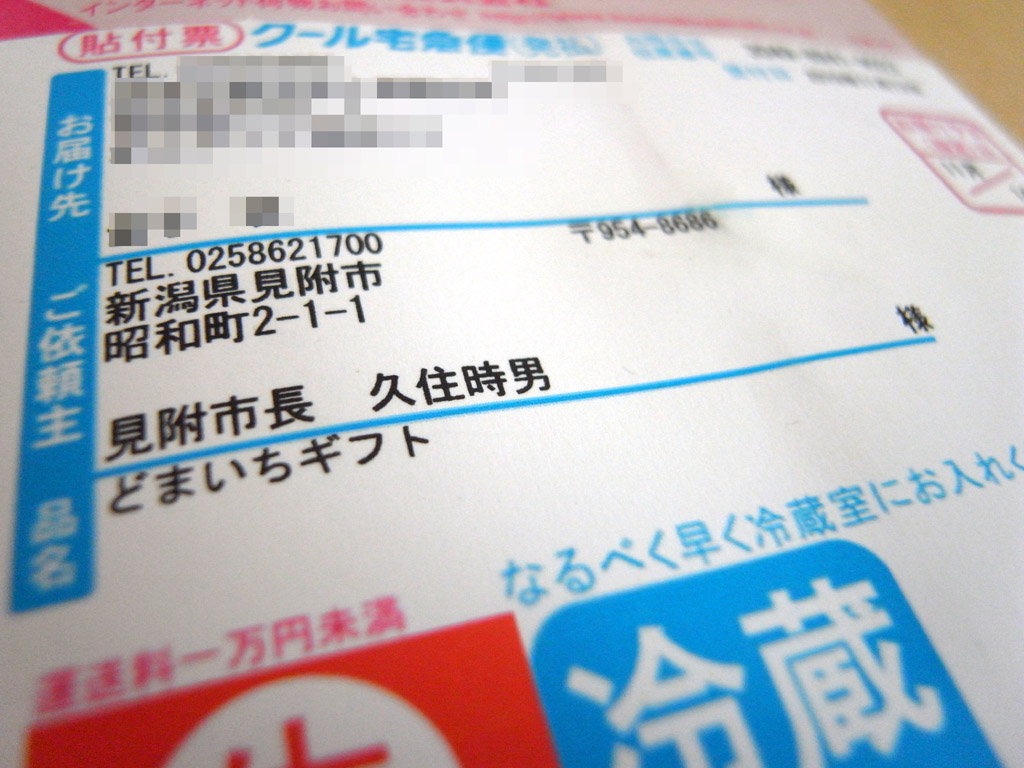 貼付票 クール宅急便
TEL.
お届け先
様
TEL. 0258621700 〒954-8686
新潟県見附市
昭和町2-1-1
ご依頼主
見附市長 久住時男 様
品名
どまいちギフト
なるべく早く冷蔵室にお入れく
運送料一万円未満
冷蔵